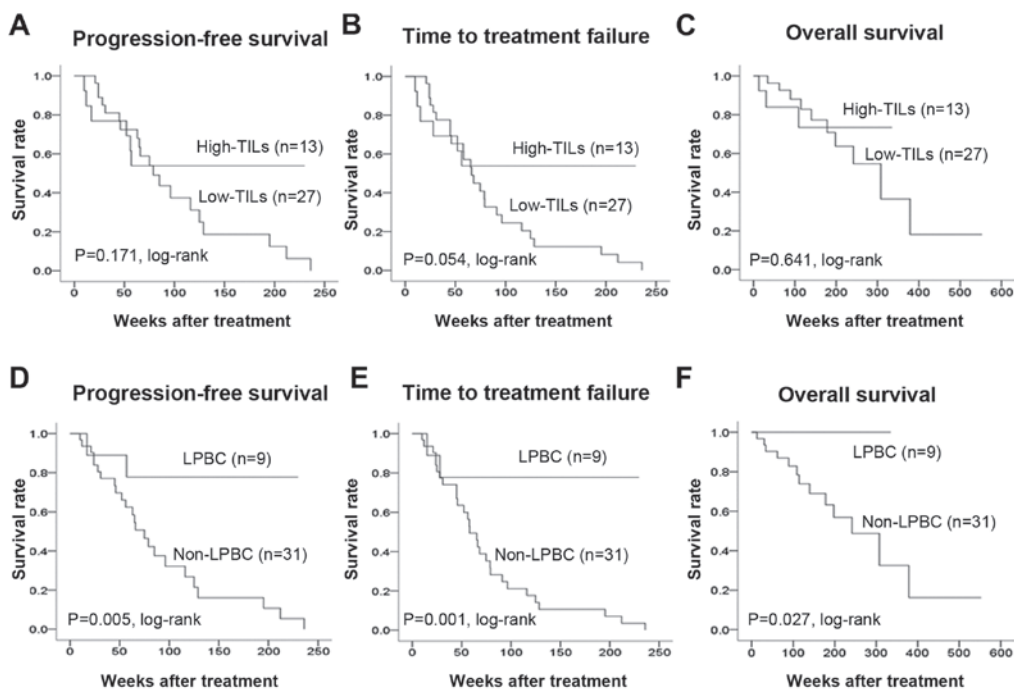 A
Progression-free survival
1.0
0.8
0.6
0.4
0.2
0.0
Survival rate
High-TILs (n=13)
Low-TILs (n=27)
P=0.171, log-rank
0 50 100 150 200 250
Weeks after treatment
B
Time to treatment failure
1.0
0.8
0.6
0.4
0.2
0.0
Survival rate
High-TILs (n=13)
Low-TILs (n=27)
P=0.054, log-rank
0 50 100 150 200 250
Weeks after treatment
C
Overall survival
1.0
0.8
0.6
0.4
0.2
0.0
Survival rate
High-TILs (n=13)
Low-TILs (n=27)
P=0.641, log-rank
0 100 200 300 400 500 600
Weeks after treatment
D
Progression-free survival
1.0
0.8
0.6
0.4
0.2
0.0
Survival rate
LPBC (n=9)
Non-LPBC (n=31)
P=0.005, log-rank
0 50 100 150 200 250
Weeks after treatment
E
Time to treatment failure
1.0
0.8
0.6
0.4
0.2
0.0
Survival rate
LPBC (n=9)
Non-LPBC (n=31)
P=0.001, log-rank
0 50 100 150 200 250
Weeks after treatment
F
Overall survival
1.0
0.8
0.6
0.4
0.2
0.0
Survival rate
LPBC (n=9)
Non-LPBC (n=31)
P=0.027, log-rank
0 100 200 300 400 500 600
Weeks after treatment